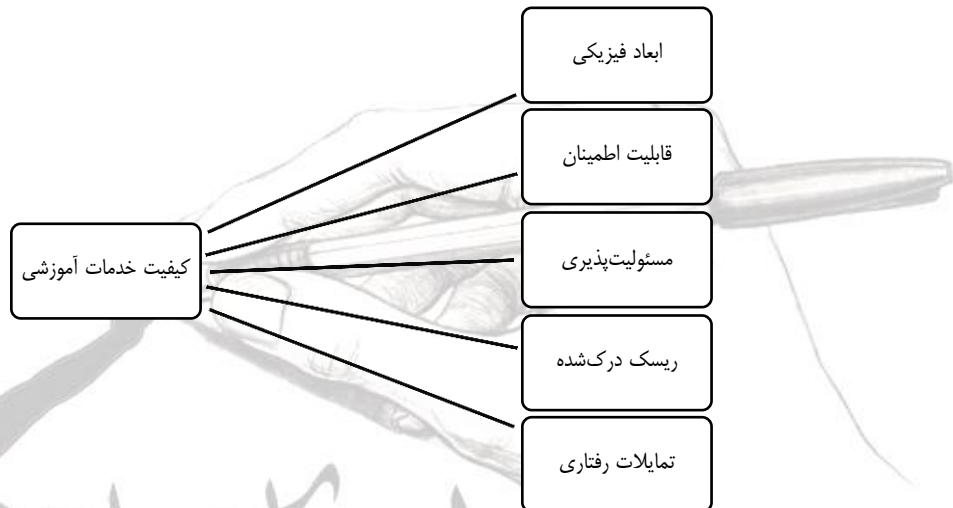 ابعاد فیزیکی
قابلیت اطمینان
مسئولیت‌پذیری
کیفیت خدمات آموزشی
ریسک درک‌شده
تمایلات رفتاری